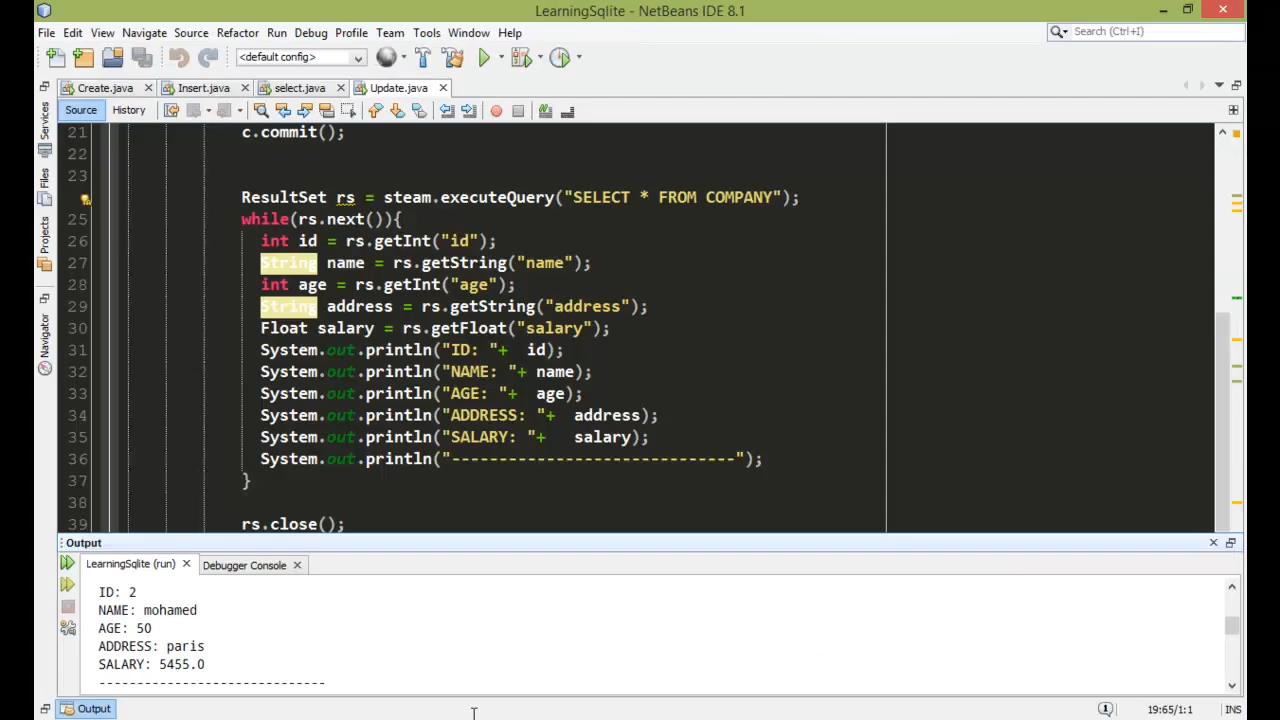 LearningSqlite - NetBeans IDE 8.1
File Edit View Navigate Source Refactor Run Debug Profile Team Tools Window Help
Search (Ctrl+I)
<default config>
Create.java Insert.java select.java Update.java
Source History
Services
Files
Projects
Navigator
21 c.commit();
22
23
ResultSet rs = steam.executeQuery("SELECT * FROM COMPANY");
25 while(rs.next()){
26 int id = rs.getInt("id");
27 String name = rs.getString("name");
28 int age = rs.getInt("age");
29 String address = rs.getString("address");
30 Float salary = rs.getFloat("salary");
31 System.out.println("ID: "+  id);
32 System.out.println("NAME: "+ name);
33 System.out.println("AGE: "+  age);
34 System.out.println("ADDRESS: "+  address);
35 System.out.println("SALARY: "+   salary);
36 System.out.println("------------------------------");
37 }
38
39 rs.close();
Output
LearningSqlite (run) Debugger Console
ID: 2
NAME: mohamed
AGE: 50
ADDRESS: paris
SALARY: 5455.0
------------------------------
Output
19:65/1:1 INS